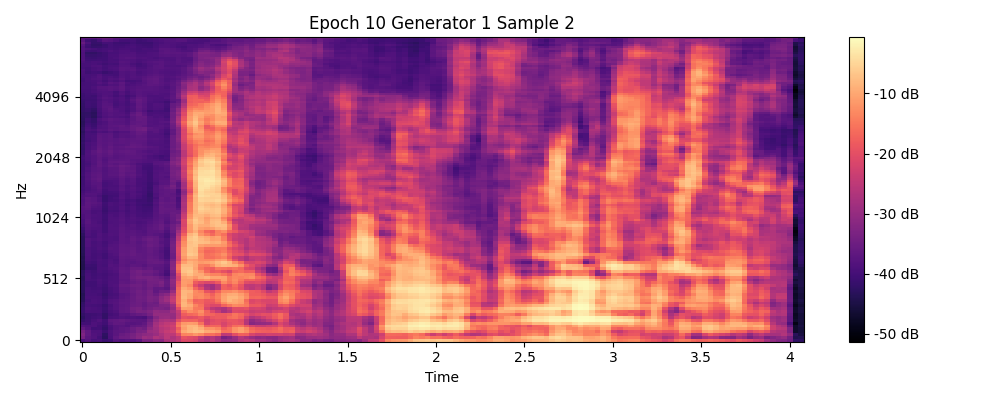 Epoch 10 Generator 1 Sample 2
Hz
4096
2048
1024
512
0
0 0.5 1 1.5 2 2.5 3 3.5 4
Time
-10 dB
-20 dB
-30 dB
-40 dB
-50 dB